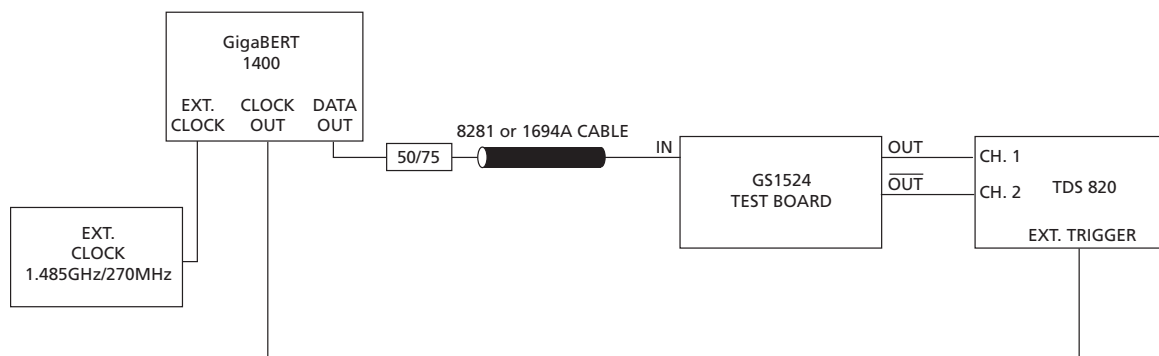 GigaBERT
1400
EXT.
CLOCK
CLOCK
OUT
DATA
OUT
8281 or 1694A CABLE
50/75
IN
GS1524
TEST BOARD
OUT
OUT
CH. 1
CH. 2
TDS 820
EXT. TRIGGER
EXT.
CLOCK
1.485GHz/270MHz